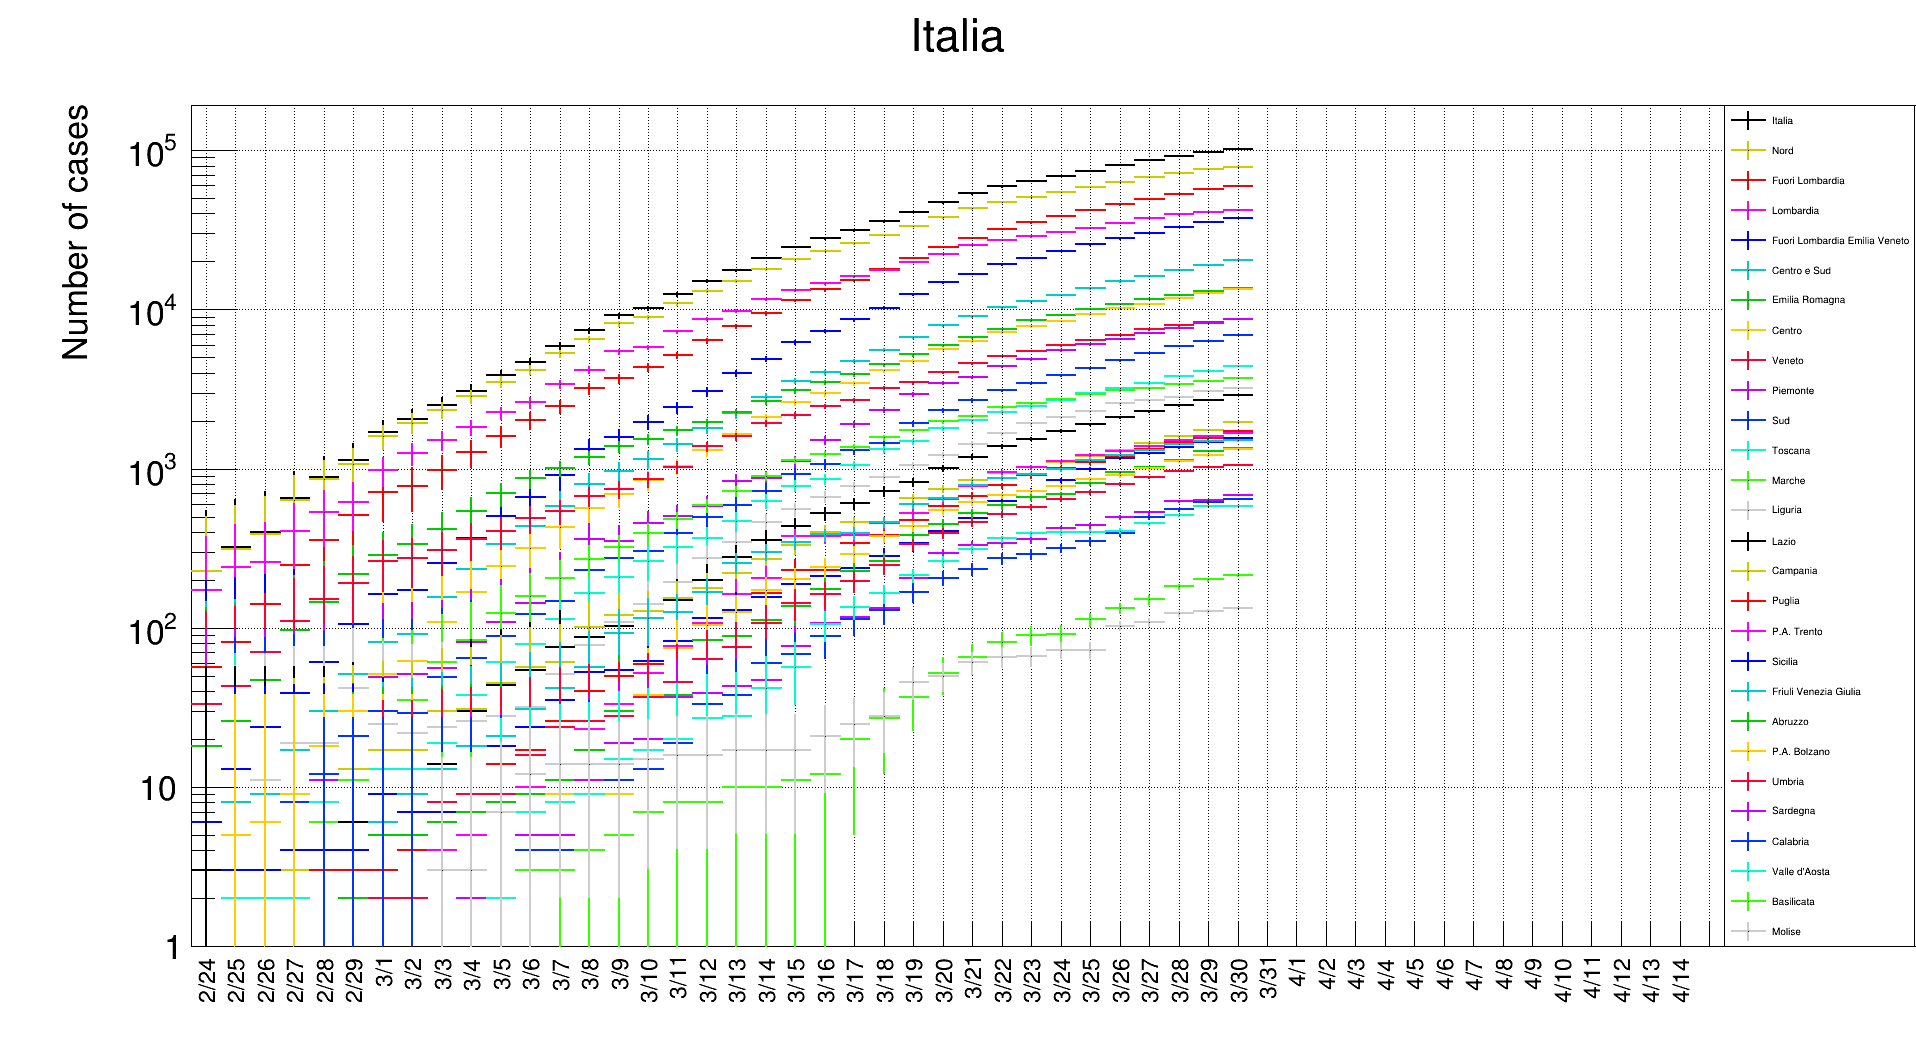 Italia
Number of cases
10^5
10^4
10^3
10^2
10
1
2/24
2/25
2/26
2/27
2/28
2/29
3/1
3/2
3/3
3/4
3/5
3/6
3/7
3/8
3/9
3/10
3/11
3/12
3/13
3/14
3/15
3/16
3/17
3/18
3/19
3/20
3/21
3/22
3/23
3/24
3/25
3/26
3/27
3/28
3/29
3/30
3/31
4/1
4/2
4/3
4/4
4/5
4/6
4/7
4/8
4/9
4/10
4/11
4/12
4/13
4/14
Italia
Nord
Fuori Lombardia
Lombardia
Fuori Lombardia Emilia Veneto
Centro e Sud
Emilia Romagna
Centro
Veneto
Piemonte
Sud
Toscana
Marche
Liguria
Lazio
Campania
Puglia
P.A. Trento
Sicilia
Friuli Venezia Giulia
Abruzzo
P.A. Bolzano
Umbria
Sardegna
Calabria
Valle d'Aosta
Basilicata
Molise